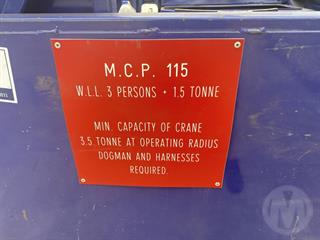 M.C.P. 115
W.L.L. 3 PERSONS • 1.5 TONNE
MIN. CAPACITY OF CRANE
3.5 TONNE AT OPERATING RADIUS
DOGMAN AND HARNESSES
REQUIRED.